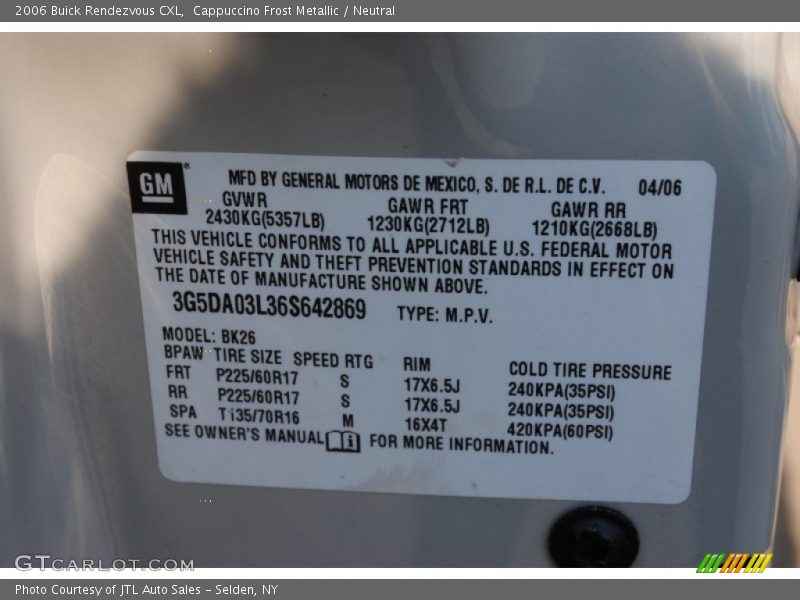 2006 Buick Rendezvous CXL, Cappuccino Frost Metallic / Neutral
GM MFD BY GENERAL MOTORS DE MEXICO, S. DE R.L. DE C.V. 04/06
GVWR GAWR FRT GAWR RR
2430KG(5357LB) 1230KG(2712LB) 1210KG(2668LB)
THIS VEHICLE CONFORMS TO ALL APPLICABLE U.S. FEDERAL MOTOR
VEHICLE SAFETY AND THEFT PREVENTION STANDARDS IN EFFECT ON
THE DATE OF MANUFACTURE SHOWN ABOVE.
3G5DA03L36S642869 TYPE: M.P.V.
MODEL: BK26
BPAW TIRE SIZE SPEED RTG RIM COLD TIRE PRESSURE
FRT P225/60R17 S 17X6.5J 240KPA(35PSI)
RR P225/60R17 S 17X6.5J 240KPA(35PSI)
SPA T135/70R16 M 16X4T 420KPA(60PSI)
SEE OWNER'S MANUAL FOR MORE INFORMATION.
GTCARLOT.COM
Photo Courtesy of JTL Auto Sales - Selden, NY